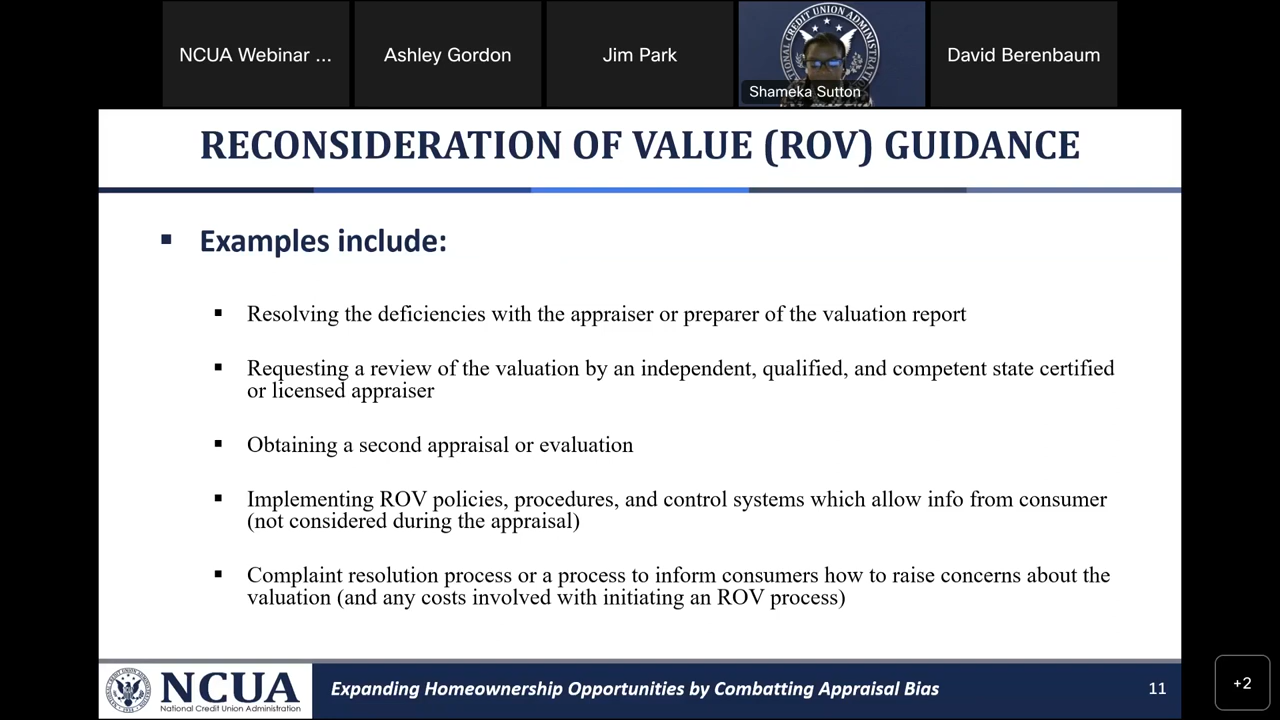 NCUA Webinar ...
Ashley Gordon
Jim Park
Shameka Sutton
David Berenbaum
RECONSIDERATION OF VALUE (ROV) GUIDANCE
▪ Examples include:
▪ Resolving the deficiencies with the appraiser or preparer of the valuation report
▪ Requesting a review of the valuation by an independent, qualified, and competent state certified
or licensed appraiser
▪ Obtaining a second appraisal or evaluation
▪ Implementing ROV policies, procedures, and control systems which allow info from consumer
(not considered during the appraisal)
▪ Complaint resolution process or a process to inform consumers how to raise concerns about the
valuation (and any costs involved with initiating an ROV process)
NCUA
National Credit Union Administration
Expanding Homeownership Opportunities by Combatting Appraisal Bias
11
+2